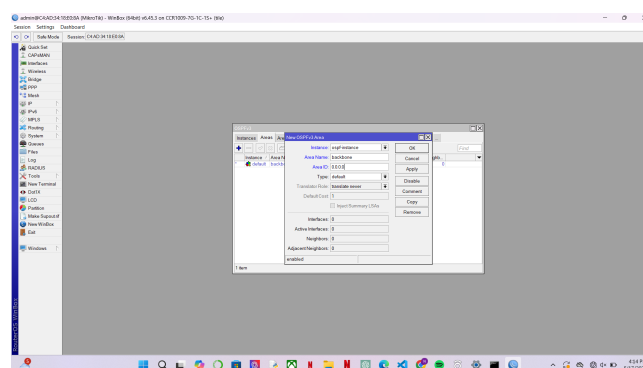 admin@C4:AD:34:18:E0:8A (MikroTik) - WinBox (64bit) v6.45.3 on CCR1009-7G-1C-1S+ (tile)
Session Settings Dashboard
Safe Mode Session: C4:AD:34:18:E0:8A
Quick Set
CAPsMAN
Interfaces
Wireless
Bridge
PPP
Mesh
IP
IPv6
MPLS
Routing
System
Queues
Files
Log
RADIUS
Tools
New Terminal
Dot1X
LCD
Partition
Make Supout.rif
New WinBox
Exit
Windows
RouterOS WinBox
OSPFv3
Instances Areas
Find
Instance
default
1 item
New OSPFv3 Area
Instance: ospf-instance
Area Name: backbone
Area ID: 0.0.0.0
Type: default
Translator Role: translate never
Default Cost:
Inject Summary LSAs
Interfaces: 0
Active Interfaces: 0
Neighbors: 0
Adjacent Neighbors: 0
enabled
OK
Cancel
Apply
Disable
Comment
Copy
Remove